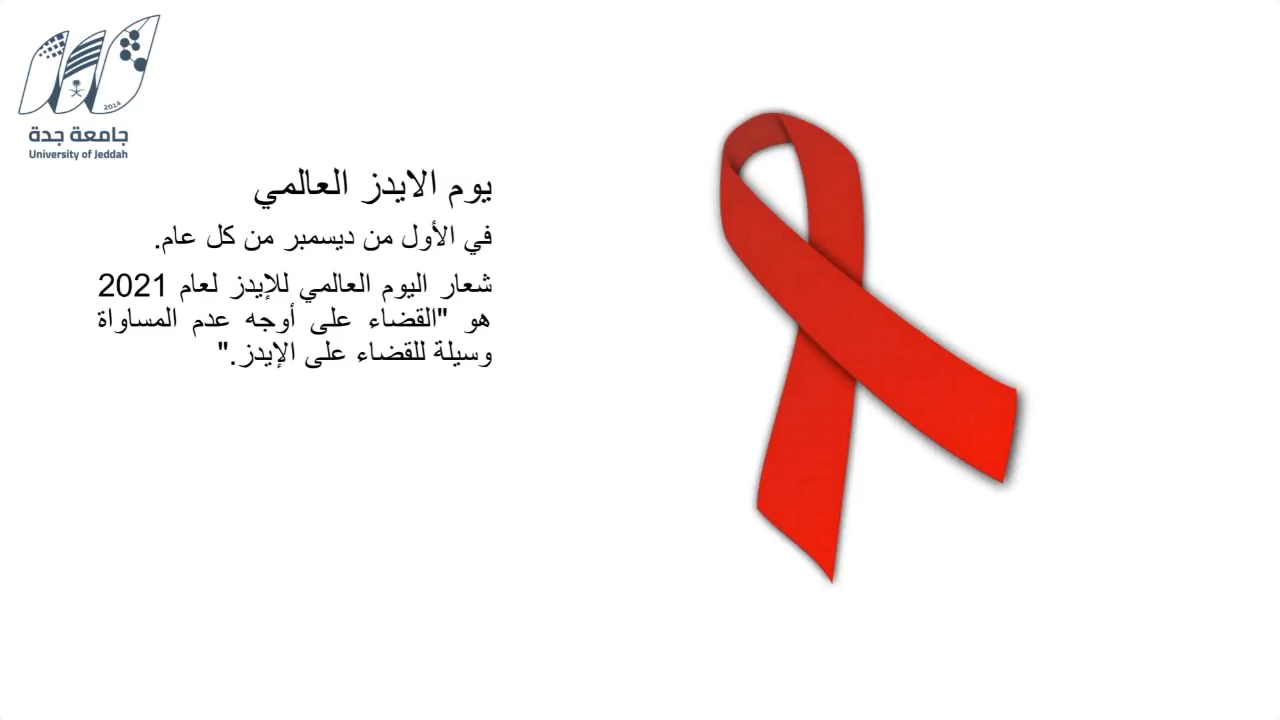 2014
جامعة جدة
University of Jeddah
يوم الايدز العالمي
في الأول من ديسمبر من كل عام.
شعار اليوم العالمي للإيدز لعام 2021
هو "القضاء على أوجه عدم المساواة
وسيلة للقضاء على الإيدز."